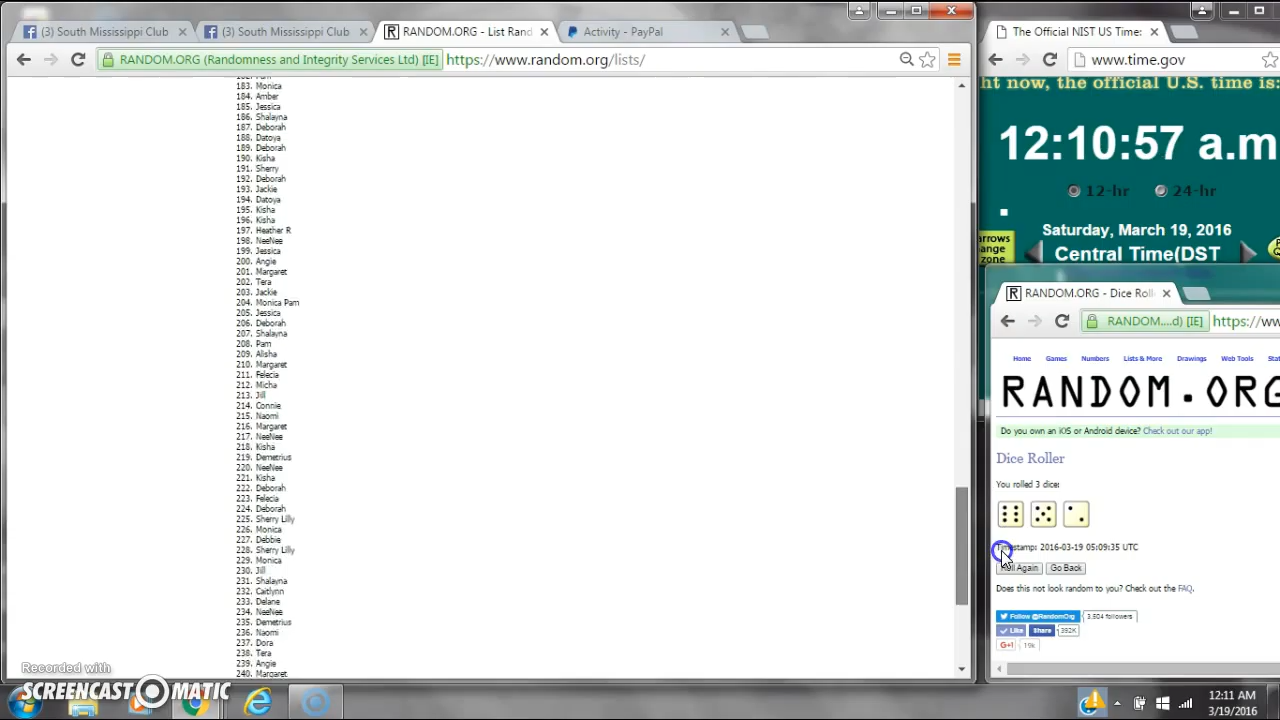 (3) South Mississippi Club
(3) South Mississippi Club
RANDOM.ORG - List Rand
Activity - PayPal
RANDOM.ORG (Randomness and Integrity Services Ltd) [IE]
https://www.random.org/lists/
183. Monica
184. Amber
185. Jessica
186. Shalayna
187. Deborah
188. Datoya
189. Deborah
190. Kisha
191. Sherry
192. Deborah
193. Jackie
194. Datoya
195. Kisha
196. Kisha
197. Heather R
198. NeeNee
199. Jessica
200. Angie
201. Margaret
202. Tera
203. Jackie
204. Monica Pam
205. Jessica
206. Deborah
207. Shalayna
208. Pam
209. Alisha
210. Margaret
211. Felecia
212. Micha
213. Jill
214. Connie
215. Naomi
216. Margaret
217. NeeNee
218. Kisha
219. Demetrius
220. NeeNee
221. Kisha
222. Deborah
223. Felecia
224. Deborah
225. Sherry Lilly
226. Monica
227. Debbie
228. Sherry Lilly
229. Monica
230. Jill
231. Shalayna
232. Caitlynn
233. Delane
234. NeeNee
235. Demetrius
236. Naomi
237. Dora
238. Tera
239. Angie
240. Margaret
The Official NIST US Time:
www.time.gov
ht now, the official U.S. time is:
12:10:57 a.m
12-hr 24-hr
Saturday, March 19, 2016
Central Time(DST
arrows
ange
zone
RANDOM.ORG - Dice Roll
RANDOM....d) [IE]
https://ww
Home Games Numbers Lists & More Drawings Web Tools Stat
RANDOM.ORG
Do you own an iOS or Android device? Check out our app!
Dice Roller
You rolled 3 dice:
Timestamp: 2016-03-19 05:09:35 UTC
Roll Again Go Back
Does this not look random to you? Check out the FAQ.
Follow @RandomOrg 3,504 followers
Like Share 392K
G+1 19k
Recorded with
SCREENCAST MATIC
12:11 AM
3/19/2016